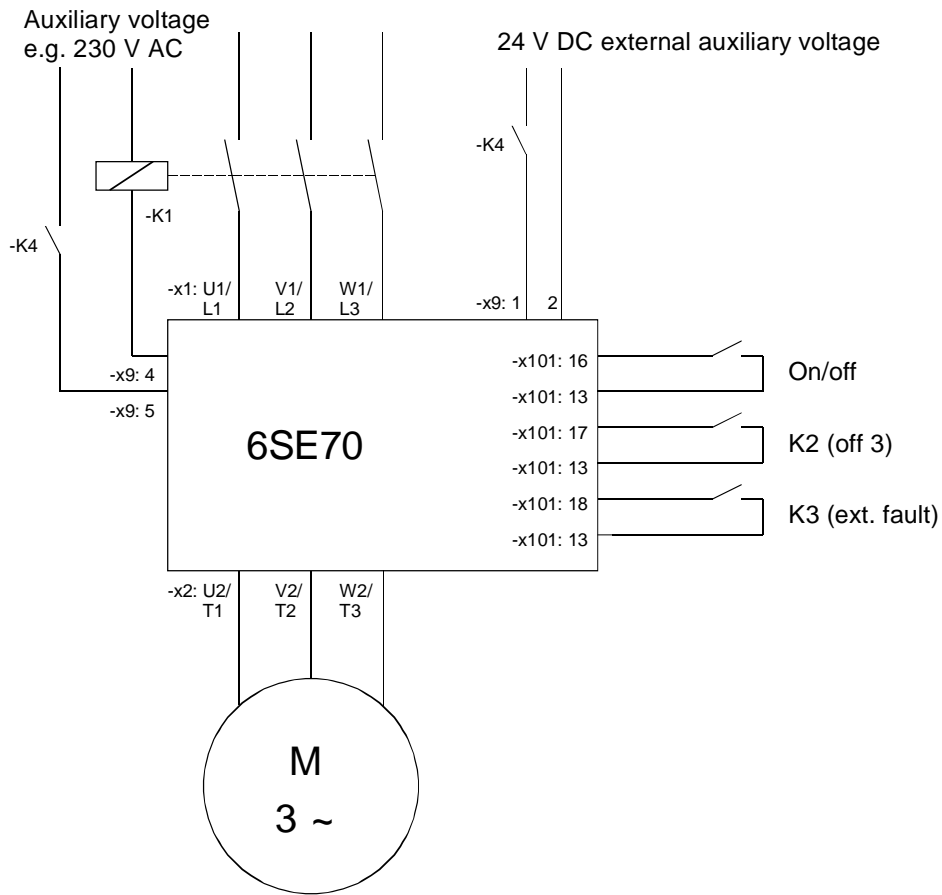 Auxiliary voltage
e.g. 230 V AC
24 V DC external auxiliary voltage
-K4
-K1
-K4
-x1: U1/ V1/ W1/
L1 L2 L3
-x9: 1 2
-x9: 4
-x9: 5
6SE70
-x101: 16
On/off
-x101: 13
-x101: 17
K2 (off 3)
-x101: 13
-x101: 18
K3 (ext. fault)
-x101: 13
-x2: U2/ V2/ W2/
T1 T2 T3
M
3 ~